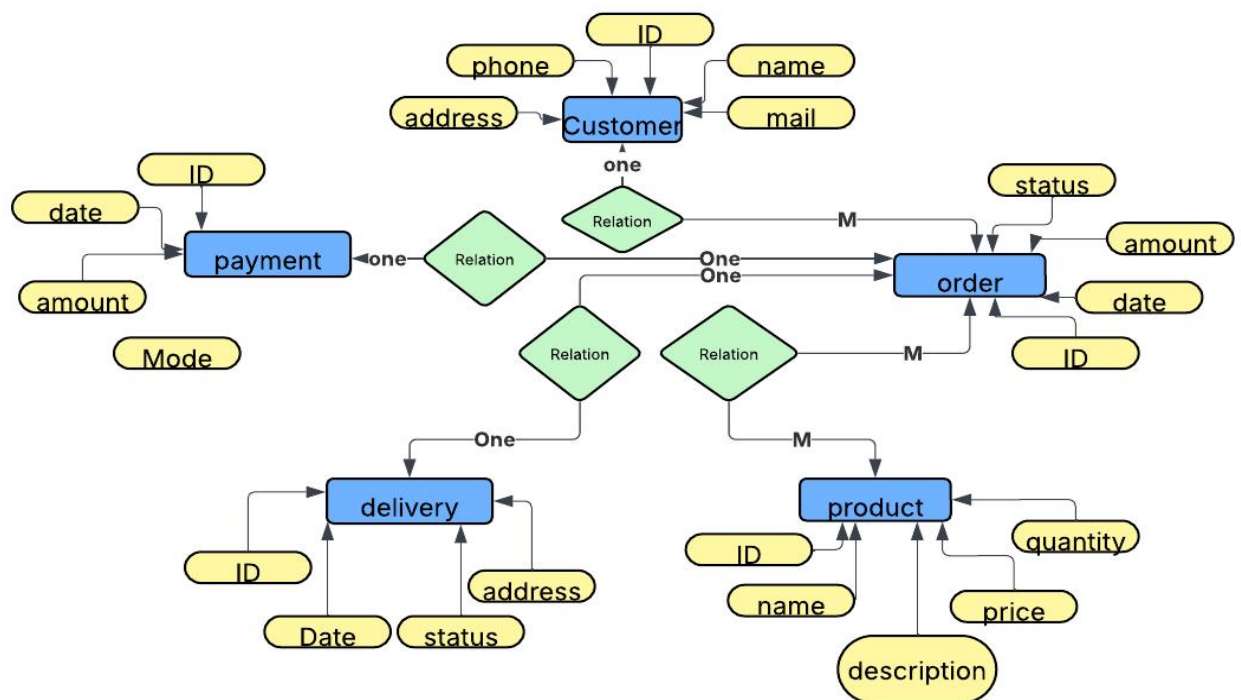 ID
phone
name
address
Customer
mail
one
ID
status
date
Relation
M
amount
payment
one
Relation
One
One
order
amount
date
Mode
Relation
Relation
M
ID
One
M
delivery
product
ID
address
Date
status
ID
name
quantity
price
description